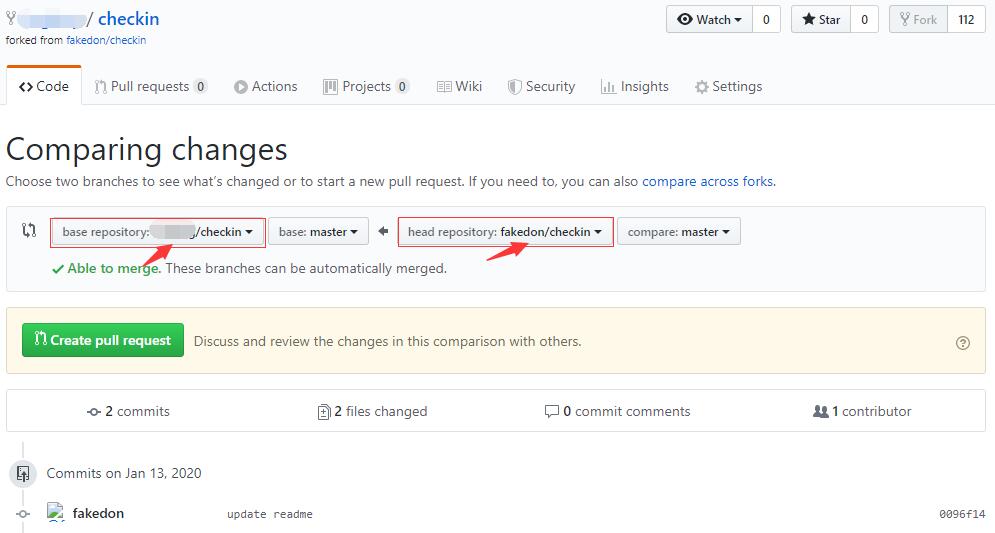 / checkin
Watch 0 Star 0 Fork 112
forked from fakedon/checkin
Code Pull requests 0 Actions Projects 0 Wiki Security Insights Settings
Comparing changes
Choose two branches to see what's changed or to start a new pull request. If you need to, you can also compare across forks.
base repository: /checkin base: master head repository: fakedon/checkin compare: master
Able to merge. These branches can be automatically merged.
Create pull request Discuss and review the changes in this comparison with others.
2 commits 2 files changed 0 commit comments 1 contributor
Commits on Jan 13, 2020
fakedon update readme 0096f14